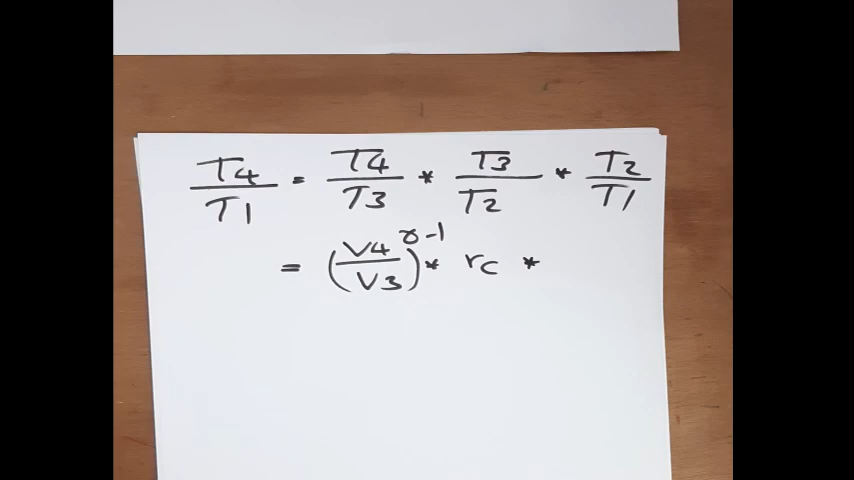 T4/T1 = T4/T3 * T3/T2 * T2/T1
= (V4/V3)^γ-1 * rc *